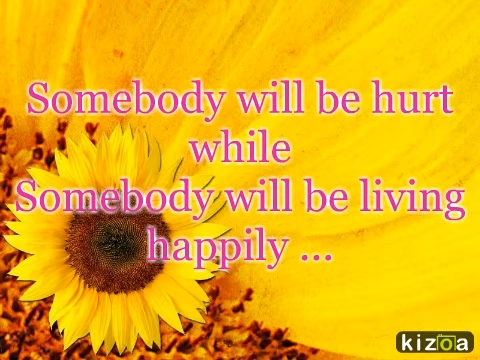 Somebody will be hurt
while
Somebody will be living
happily ...
kizoa